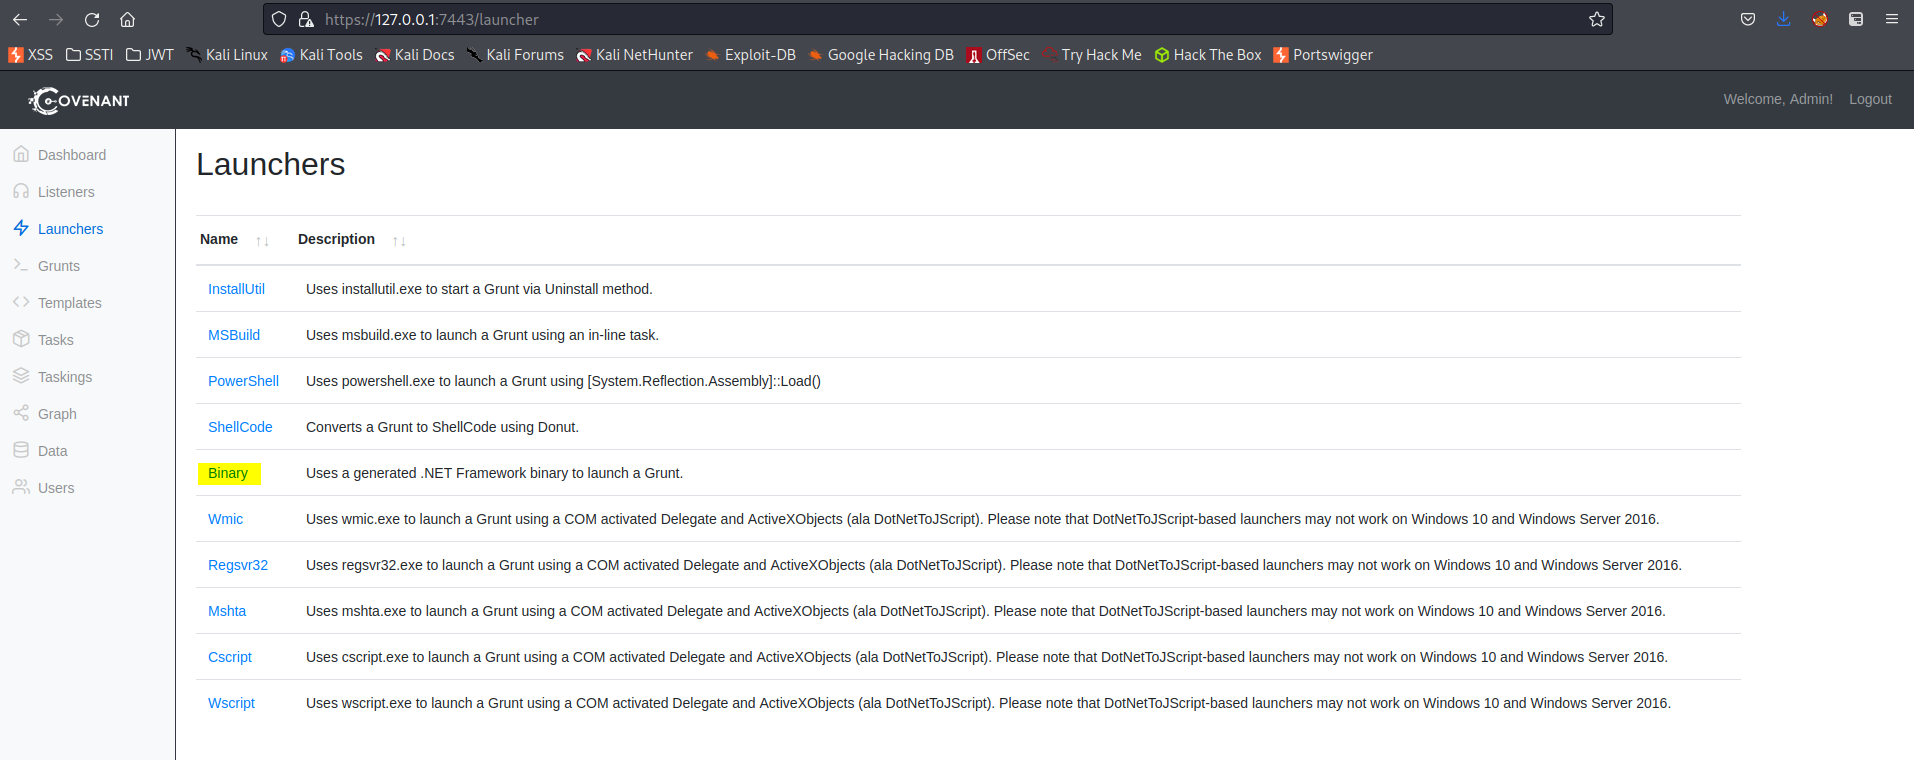 https://127.0.0.1:7443/launcher
XSS SSTI JWT Kali Linux Kali Tools Kali Docs Kali Forums Kali NetHunter Exploit-DB Google Hacking DB OffSec Try Hack Me Hack The Box Portswigger
COVENANT Welcome, Admin! Logout
Dashboard
Listeners
Launchers
Grunts
Templates
Tasks
Taskings
Graph
Data
Users
Launchers
Name ↑↓ Description ↑↓
InstallUtil Uses installutil.exe to start a Grunt via Uninstall method.
MSBuild Uses msbuild.exe to launch a Grunt using an in-line task.
PowerShell Uses powershell.exe to launch a Grunt using [System.Reflection.Assembly]::Load()
ShellCode Converts a Grunt to ShellCode using Donut.
Binary Uses a generated .NET Framework binary to launch a Grunt.
Wmic Uses wmic.exe to launch a Grunt using a COM activated Delegate and ActiveXObjects (ala DotNetToJScript). Please note that DotNetToJScript-based launchers may not work on Windows 10 and Windows Server 2016.
Regsvr32 Uses regsvr32.exe to launch a Grunt using a COM activated Delegate and ActiveXObjects (ala DotNetToJScript). Please note that DotNetToJScript-based launchers may not work on Windows 10 and Windows Server 2016.
Mshta Uses mshta.exe to launch a Grunt using a COM activated Delegate and ActiveXObjects (ala DotNetToJScript). Please note that DotNetToJScript-based launchers may not work on Windows 10 and Windows Server 2016.
Cscript Uses cscript.exe to launch a Grunt using a COM activated Delegate and ActiveXObjects (ala DotNetToJScript). Please note that DotNetToJScript-based launchers may not work on Windows 10 and Windows Server 2016.
Wscript Uses wscript.exe to launch a Grunt using a COM activated Delegate and ActiveXObjects (ala DotNetToJScript). Please note that DotNetToJScript-based launchers may not work on Windows 10 and Windows Server 2016.